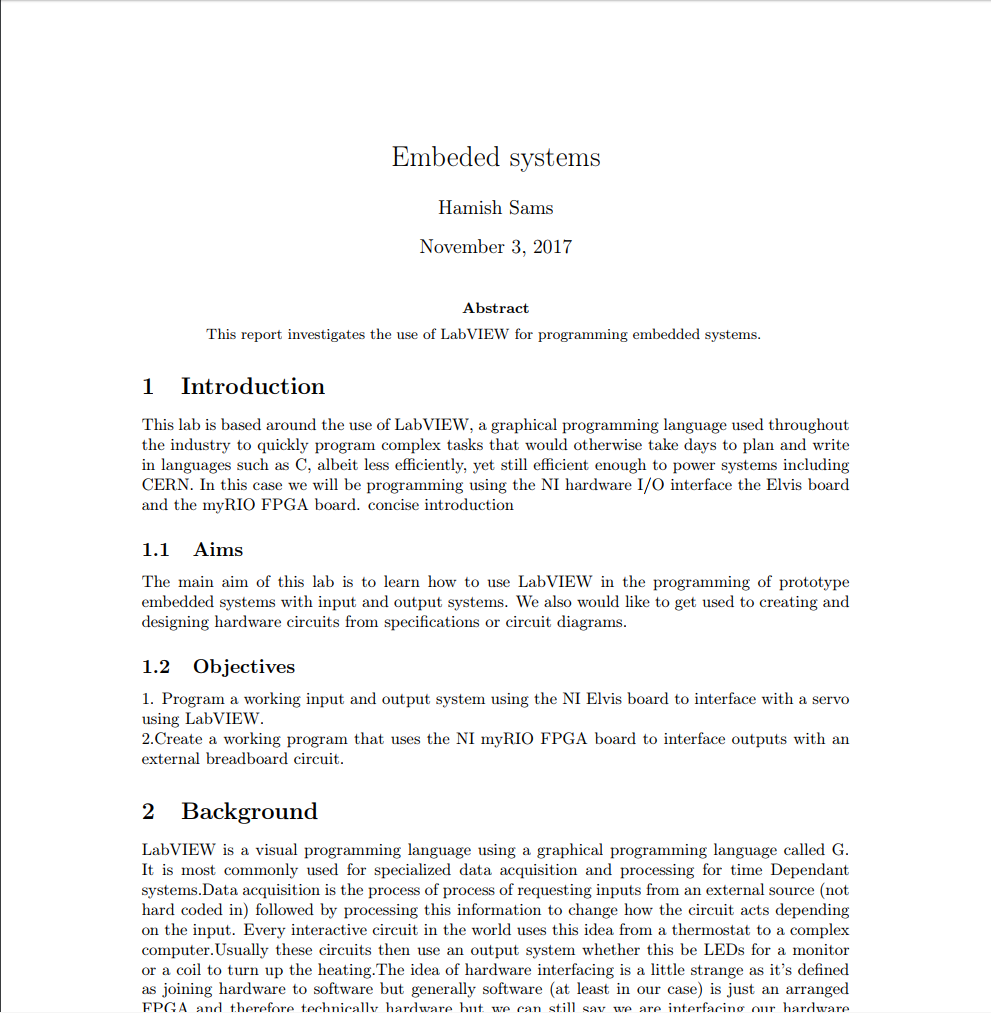 Embeded systems
Hamish Sams
November 3, 2017
Abstract
This report investigates the use of LabVIEW for programming embedded systems.
1 Introduction
This lab is based around the use of LabVIEW, a graphical programming language used throughout
the industry to quickly program complex tasks that would otherwise take days to plan and write
in languages such as C, albeit less efficiently, yet still efficient enough to power systems including
CERN. In this case we will be programming using the NI hardware I/O interface the Elvis board
and the myRIO FPGA board. concise introduction
1.1 Aims
The main aim of this lab is to learn how to use LabVIEW in the programming of prototype
embedded systems with input and output systems. We also would like to get used to creating and
designing hardware circuits from specifications or circuit diagrams.
1.2 Objectives
1. Program a working input and output system using the NI Elvis board to interface with a servo
using LabVIEW.
2.Create a working program that uses the NI myRIO FPGA board to interface outputs with an
external breadboard circuit.
2 Background
LabVIEW is a visual programming language using a graphical programming language called G.
It is most commonly used for specialized data acquisition and processing for time Dependant
systems.Data acquisition is the process of process of requesting inputs from an external source (not
hard coded in) followed by processing this information to change how the circuit acts depending
on the input. Every interactive circuit in the world uses this idea from a thermostat to a complex
computer.Usually these circuits then use an output system whether this be LEDs for a monitor
or a coil to turn up the heating.The idea of hardware interfacing is a little strange as it's defined
as joining hardware to software but generally software (at least in our case) is just an arranged
FPGA and therefore technically hardware but we can still say we are interfacing our hardware